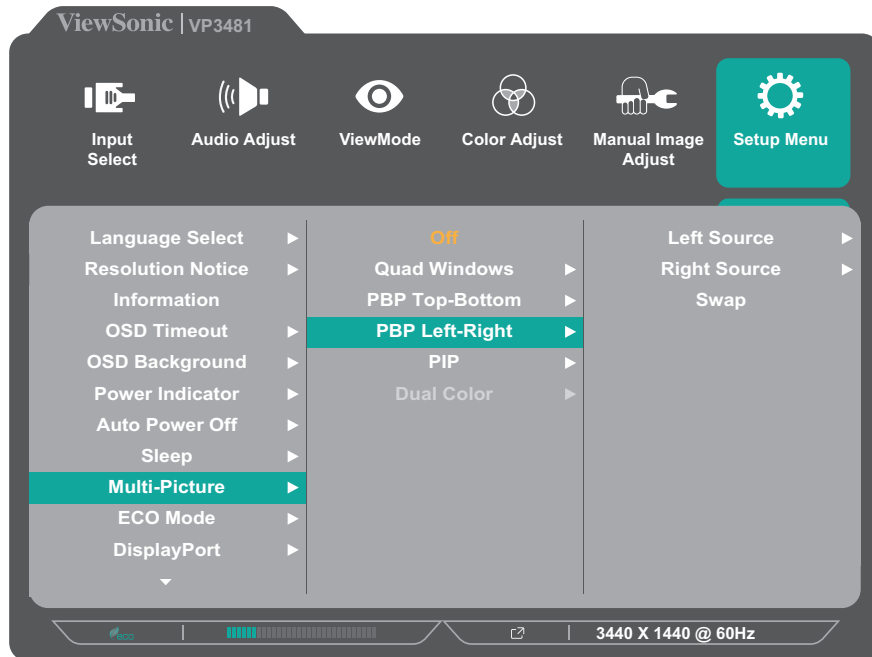 ViewSonic | VP3481
Input
Select
Audio Adjust
ViewMode
Color Adjust
Manual Image
Adjust
Setup Menu
Language Select
Resolution Notice
Information
OSD Timeout
OSD Background
Power Indicator
Auto Power Off
Sleep
Multi-Picture
ECO Mode
DisplayPort
Off
Quad Windows
PBP Top-Bottom
PBP Left-Right
PIP
Dual Color
Left Source
Right Source
Swap
eco
3440 X 1440 @ 60Hz